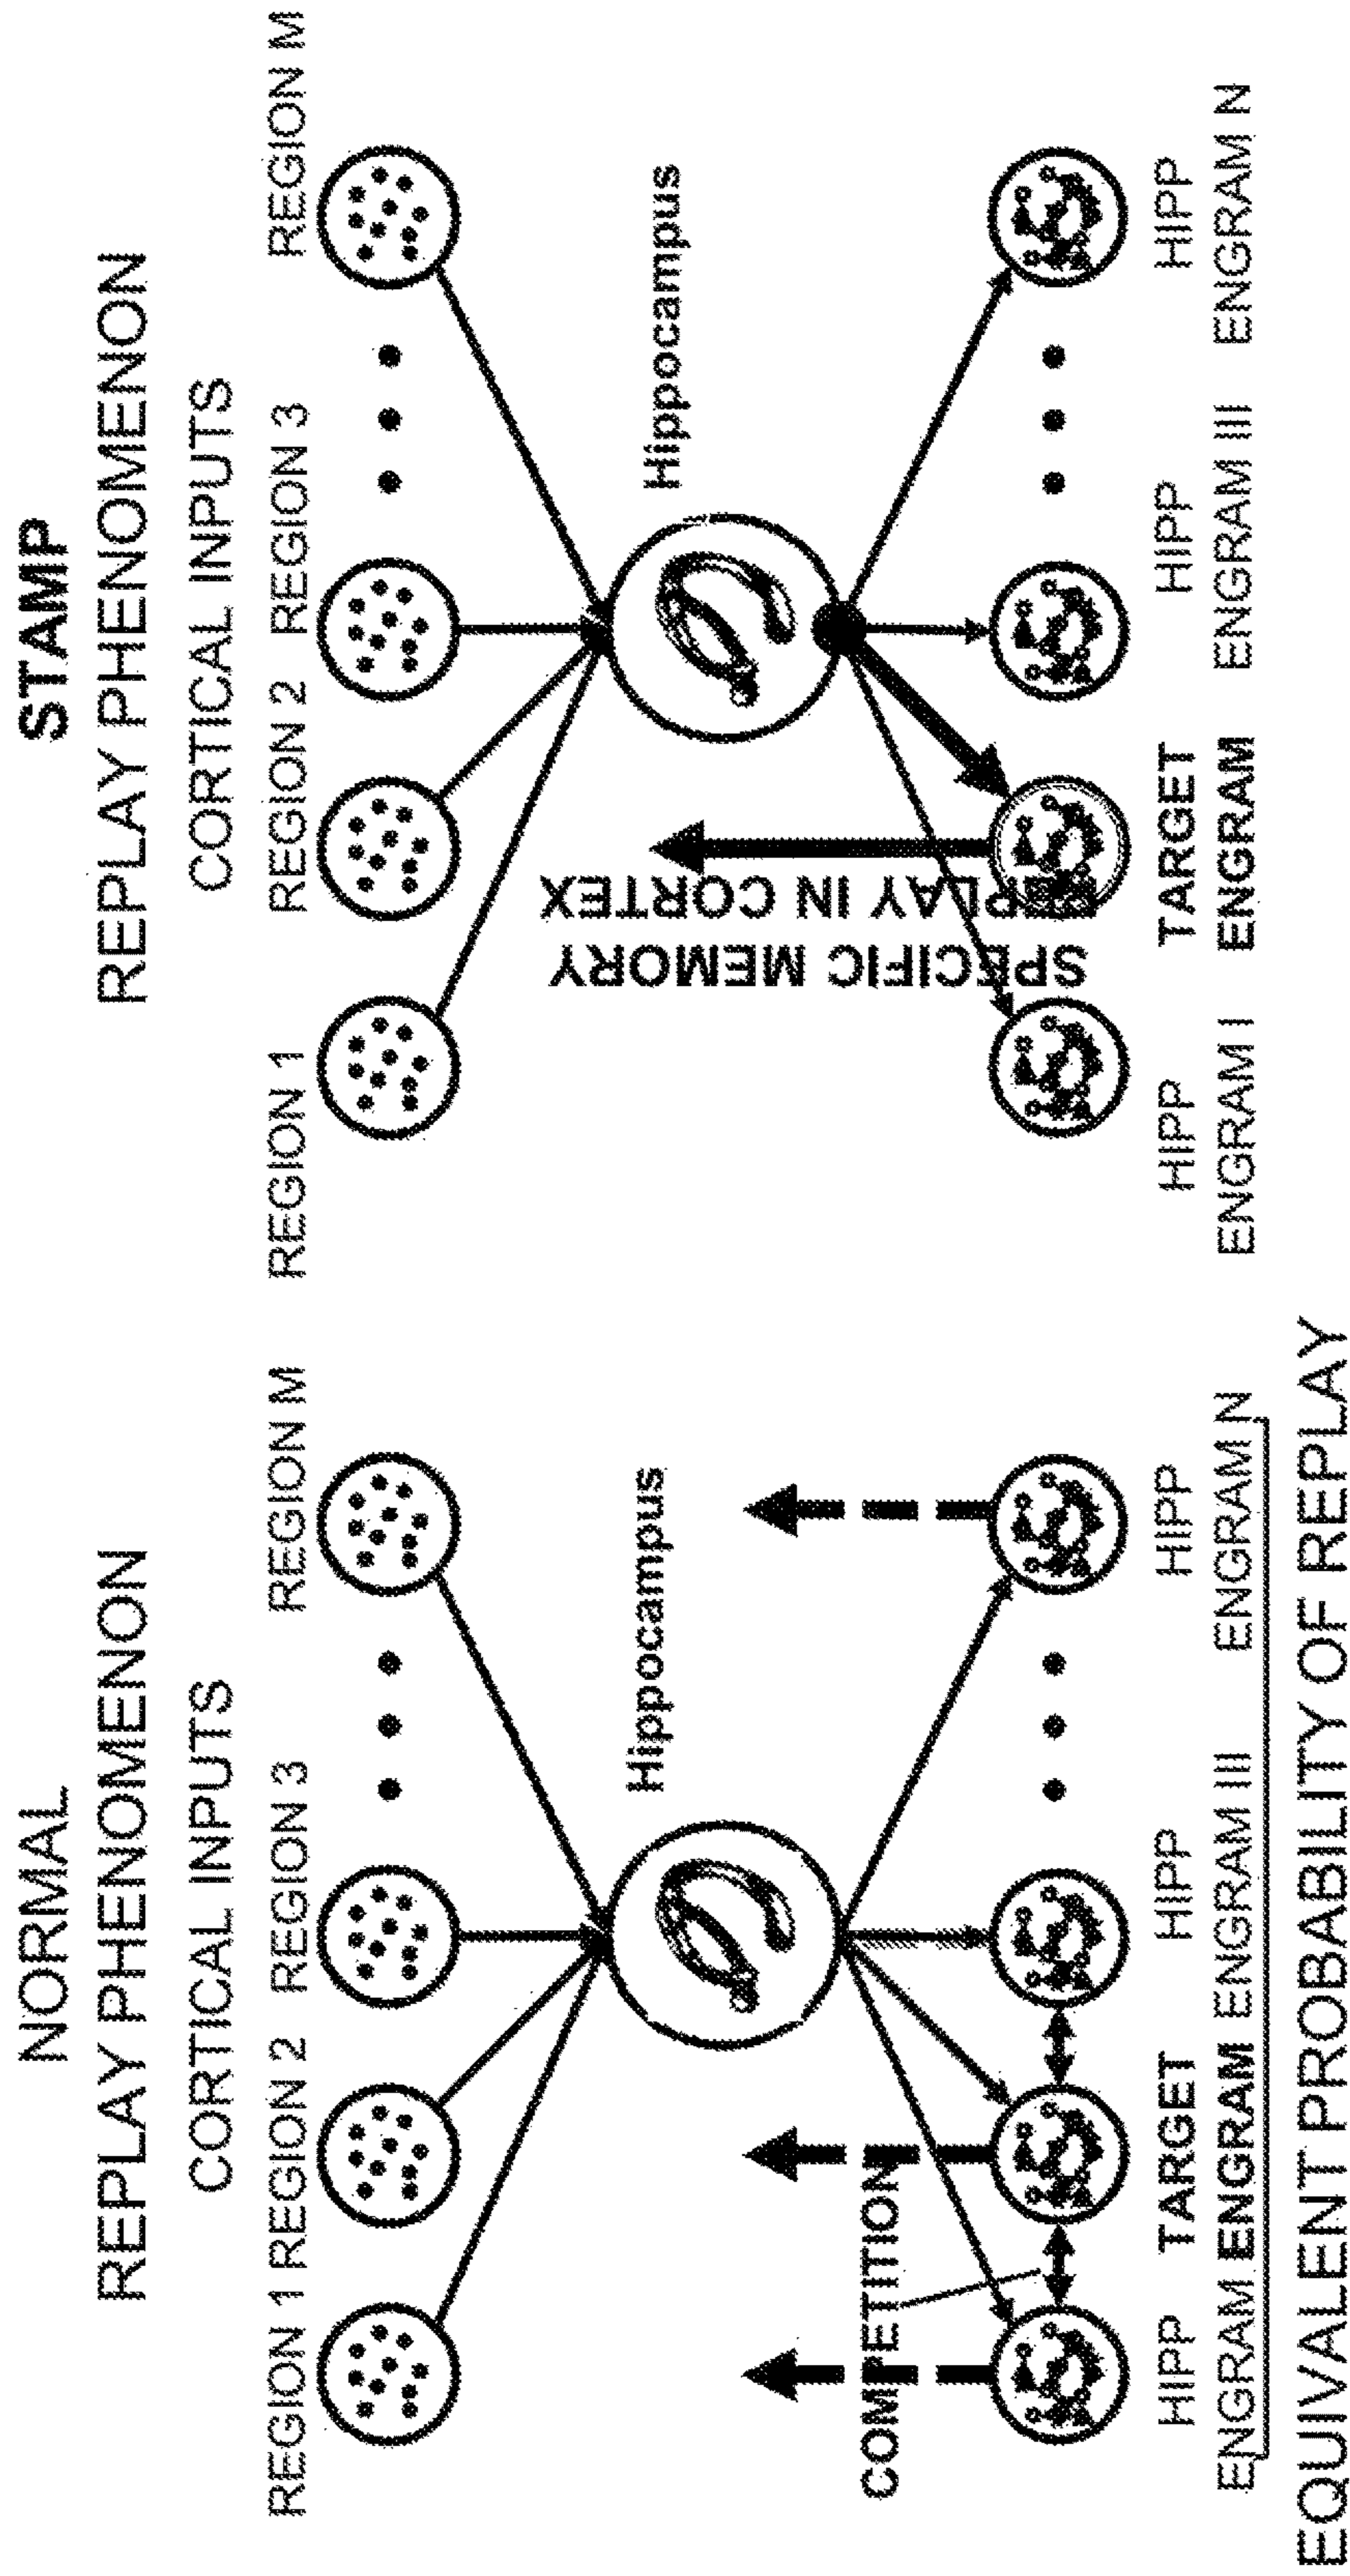 NORMAL
REPLAY PHENOMENON
CORTICAL INPUTS
REGION 1 REGION 2 REGION 3 REGION M
Hippocampus
COMPETITION
HIPP TARGET HIPP HIPP
ENGRAM ENGRAM ENGRAM III ENGRAM N
EQUIVALENT PROBABILITY OF REPLAY
STAMP
REPLAY PHENOMENON
CORTICAL INPUTS
REGION 1 REGION 2 REGION 3 REGION M
Hippocampus
SPECIFIC MEMORY
REPLAY IN CORTEX
HIPP TARGET HIPP HIPP
ENGRAM I ENGRAM ENGRAM III ENGRAM N